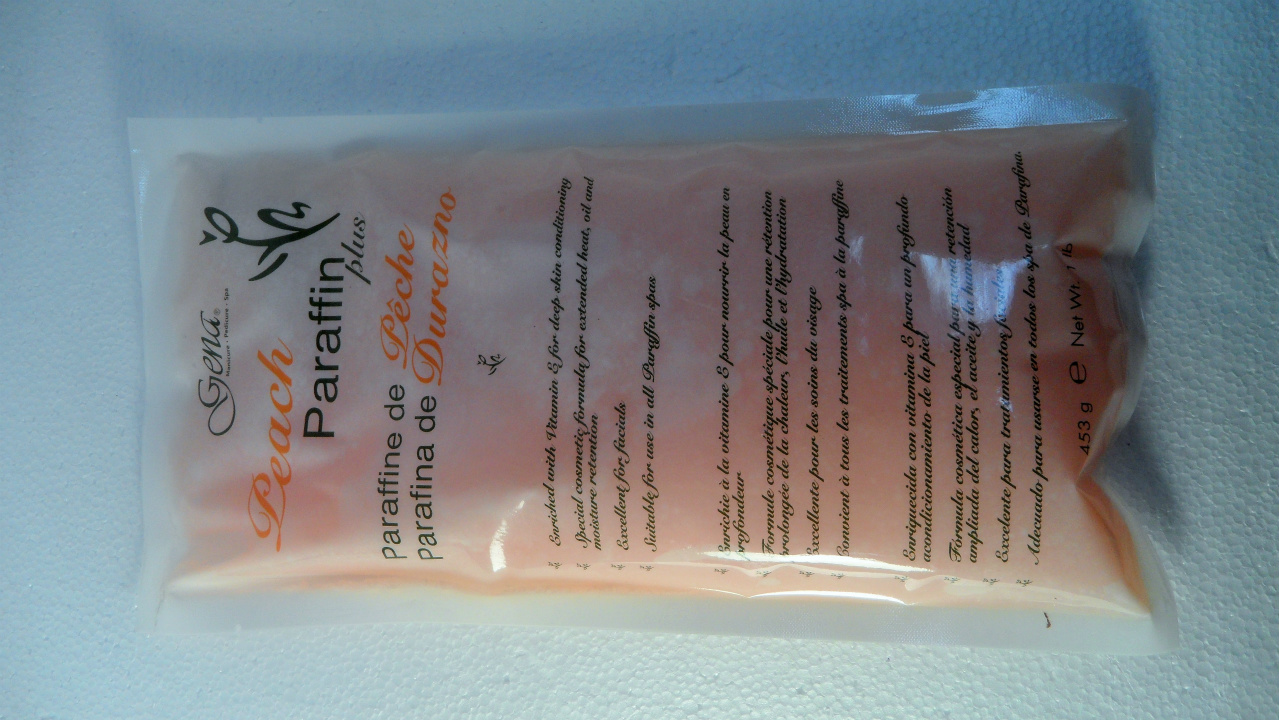 Gena®
Manicure - Pedicure - Spa
Peach
Paraffin
plus
Paraffine de Pêche
Parafina de Durazno
Enriched with Vitamin E for deep skin conditioning
Special cosmetic formula for extended heat, oil and
moisture retention
Excellent for facials
Suitable for use in all Paraffin spas
Enrichie à la vitamine E pour nourrir la peau en
profondeur
Formule cosmétique spéciale pour une rétention
prolongée de la chaleur, l'huile et l'hydratation
Excellente pour les soins du visage
Convient à tous les traitements spa à la paraffine
Enriquecida con vitamina E para un profundo
acondicionamiento de la piel
Fórmula cosmética especial para una retención
ampliada del calor, el aceite y la humedad
Excelente para tratamientos faciales
Adecuado para usarse en todos los spa de Parafina.
453 g ℮ Net Wt. 1 lb